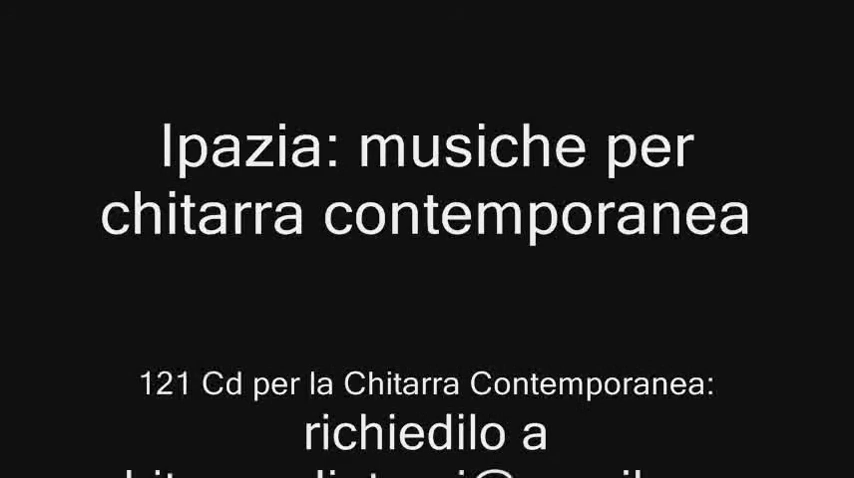 Ipazia: musiche per
chitarra contemporanea
121 Cd per la Chitarra Contemporanea:
richiedilo a